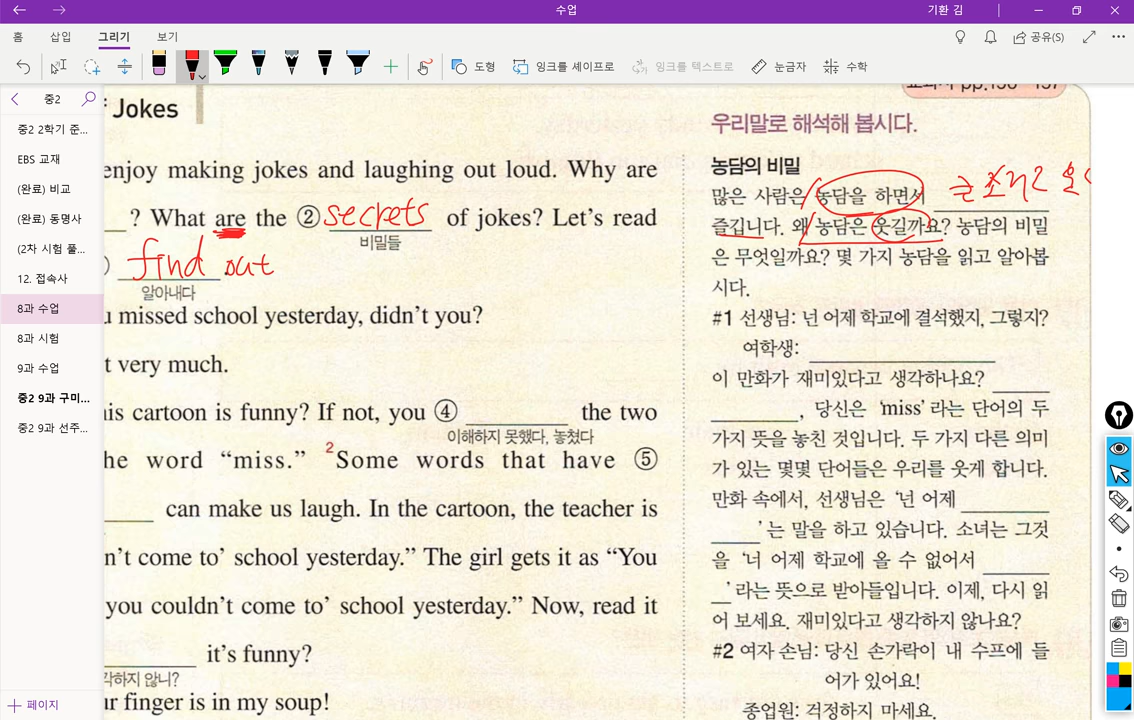 수업
기환 김
홈 삽입 그리기 보기
공유(S)
도형 잉크를 셰이프로 잉크를 텍스트로 눈금자 수학
중2
중2 2학기 준...
EBS 교재
(완료) 비교
(완료) 동명사
(2차 시험 풀...
12. 접속사
8과 수업
8과 시험
9과 수업
중2 9과 구미...
중2 9과 선주...
페이지
Jokes
enjoy making jokes and laughing out loud. Why are
? What are the ② secrets of jokes? Let's read
비밀들
find out
알아내다
u missed school yesterday, didn't you?
t very much.
is cartoon is funny? If not, you ④ the two
이해하지 못했다, 놓쳤다
he word “miss.” 2Some words that have ⑤
can make us laugh. In the cartoon, the teacher is
n't come to' school yesterday.” The girl gets it as “You
you couldn't come to' school yesterday.” Now, read it
it's funny?
각하지 않니?
ur finger is in my soup!
우리말로 해석해 봅시다.
농담의 비밀
많은 사람은 농담을 하면서
즐깁니다. 왜 농담은 웃길까요? 농담의 비밀
은 무엇일까요? 몇 가지 농담을 읽고 알아봅
시다.
#1 선생님: 넌 어제 학교에 결석했지, 그렇지?
여학생:
이 만화가 재미있다고 생각하나요?
, 당신은 ‘miss’라는 단어의 두
가지 뜻을 놓친 것입니다. 두 가지 다른 의미
가 있는 몇몇 단어들은 우리를 웃게 합니다.
만화 속에서, 선생님은 ‘넌 어제
’는 말을 하고 있습니다. 소녀는 그것
을 ‘너 어제 학교에 올 수 없어서
’라는 뜻으로 받아들입니다. 이제, 다시 읽
어 보세요. 재미있다고 생각하지 않나요?
#2 여자 손님: 당신 손가락이 내 수프에 들
어가 있어요!
종업원: 걱정하지 마세요.